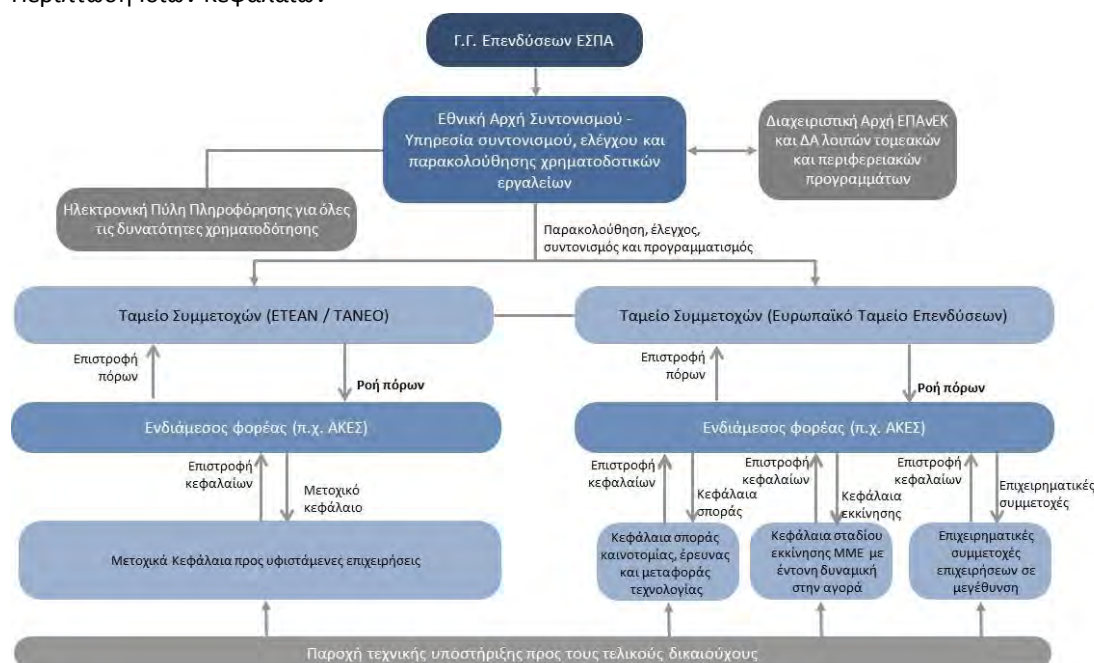 Περίπτωση Ιδίων Κεφαλαίων
Γ.Γ. Επενδύσεων ΕΣΠΑ
Εθνική Αρχή Συντονισμού -
Υπηρεσία συντονισμού, ελέγχου και
παρακολούθησης χρηματοδοτικών
εργαλείων
Διαχειριστική Αρχή ΕΠΑνΕΚ
και ΔΑ λοιπών τομεακών
και περιφερειακών
προγραμμάτων
Ηλεκτρονική Πύλη Πληροφόρησης για όλες
τις δυνατότητες χρηματοδότησης
Παρακολούθηση, έλεγχος,
συντονισμός και προγραμματισμός
Ταμείο Συμμετοχών (ΕΤΕΑΝ / ΤΑΝΕΟ)
Ταμείο Συμμετοχών (Ευρωπαϊκό Ταμείο Επενδύσεων)
Επιστροφή
πόρων
Ροή πόρων
Επιστροφή
πόρων
Ροή πόρων
Ενδιάμεσος φορέας (π.χ. ΑΚΕΣ)
Ενδιάμεσος φορέας (π.χ. ΑΚΕΣ)
Επιστροφή
κεφαλαίων
Μετοχικό
κεφάλαιο
Επιστροφή
κεφαλαίων
Κεφάλαια
σποράς
Επιστροφή
κεφαλαίων
Κεφάλαια
εκκίνησης
Επιστροφή
κεφαλαίων
Επιχειρηματικές
συμμετοχές
Μετοχικά Κεφάλαια προς υφιστάμενες επιχειρήσεις
Κεφάλαια σποράς
καινοτομίας, έρευνας
και μεταφοράς
τεχνολογίας
Κεφάλαια σταδίου
εκκίνησης ΜΜΕ με
έντονη δυναμική
στην αγορά
Επιχειρηματικές
συμμετοχές
επιχειρήσεων σε
μεγέθυνση
Παροχή τεχνικής υποστήριξης προς τους τελικούς δικαιούχους